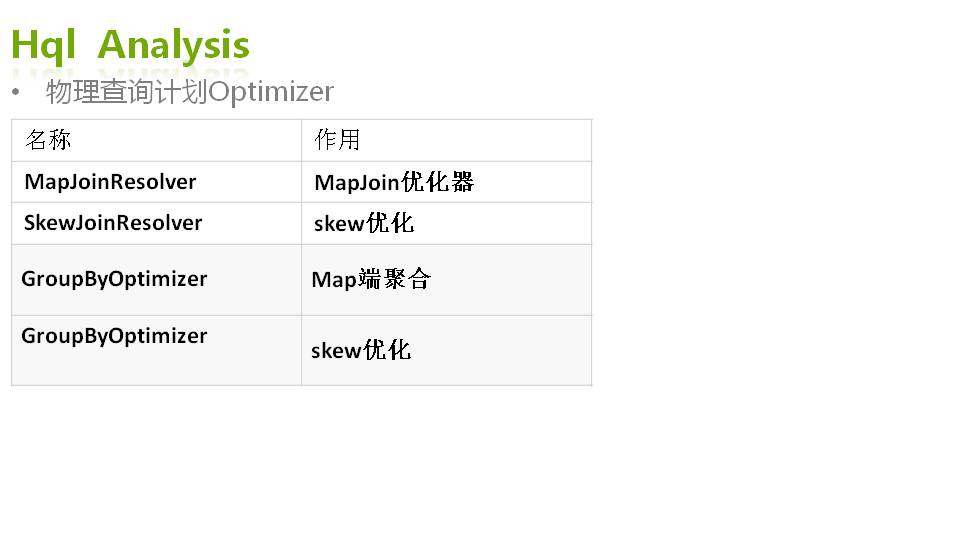 Hql Analysis
• 物理查询计划Optimizer
名称 作用
MapJoinResolver MapJoin优化器
SkewJoinResolver skew优化
GroupByOptimizer Map端聚合
GroupByOptimizer skew优化